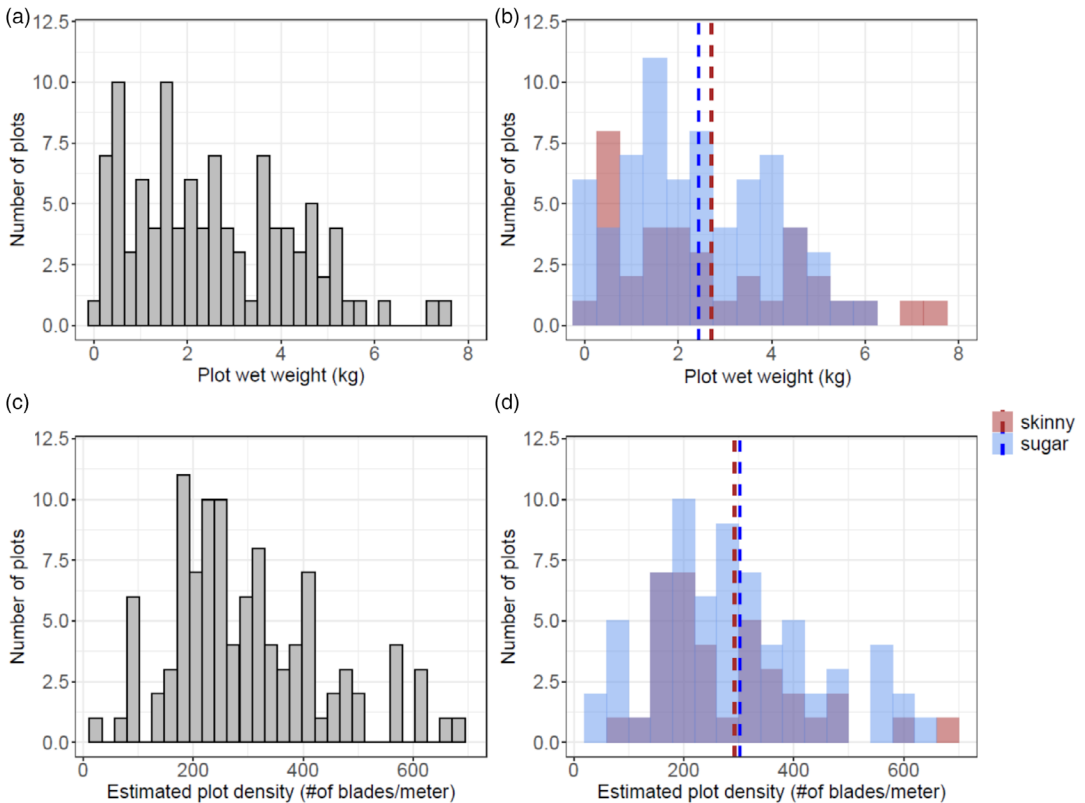 (a)
(b)
12.5
10.0
7.5
5.0
2.5
0.0
Number of plots
0 2 4 6 8
Plot wet weight (kg)
12.5
10.0
7.5
5.0
2.5
0.0
Number of plots
0 2 4 6 8
Plot wet weight (kg)
(c)
(d)
12.5
10.0
7.5
5.0
2.5
0.0
Number of plots
0 200 400 600
Estimated plot density (#of blades/meter)
12.5
10.0
7.5
5.0
2.5
0.0
Number of plots
0 200 400 600
Estimated plot density (#of blades/meter)
skinny
sugar